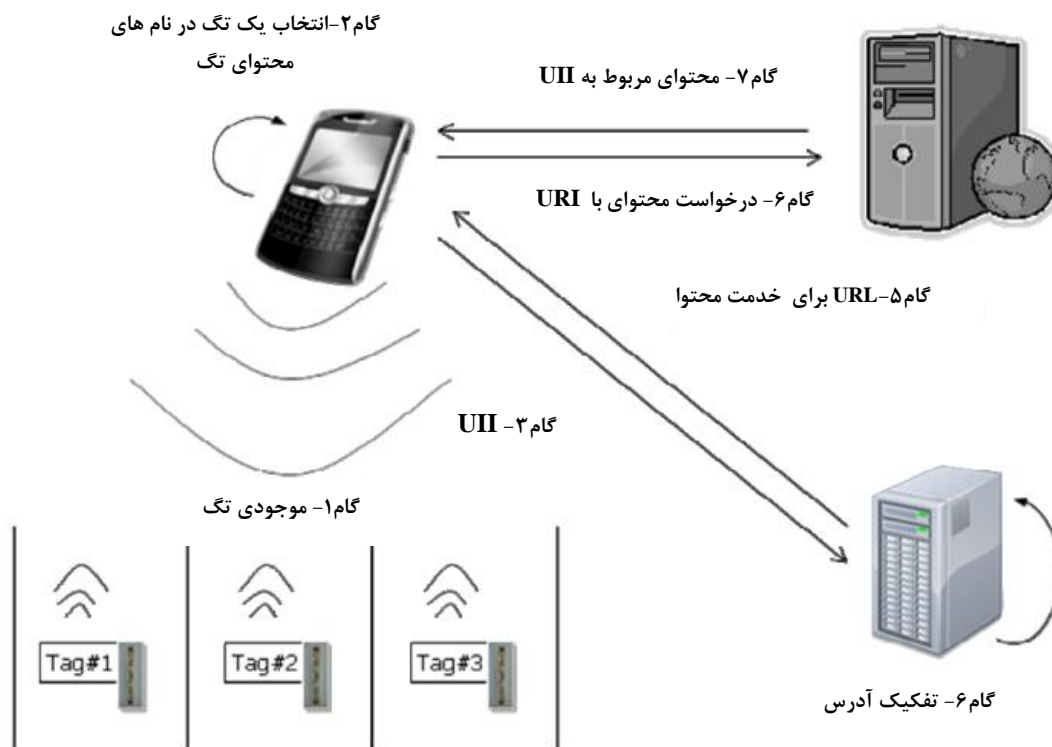 گام۲-انتخاب یک تگ در نام های
محتوای تگ
گام۷- محتوای مربوط به UII
گام۶- درخواست محتوای با URI
گام۵-URL برای خدمت محتوا
گام۳- UII
گام۱- موجودی تگ
Tag#1
Tag#2
Tag#3
گام۶- تفکیک آدرس